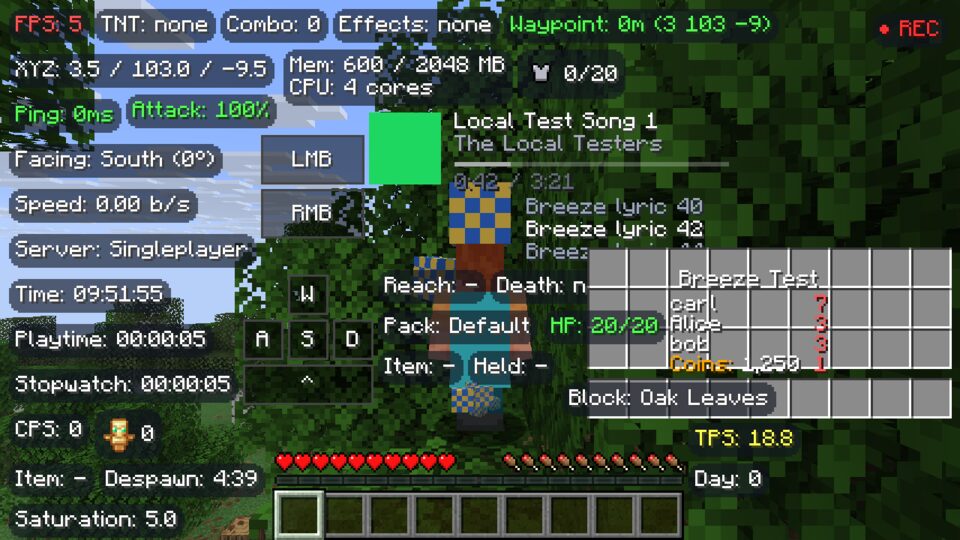 FPS: 5 TNT: none Combo: 0 Effects: none Waypoint: 0m (3 103 -9) ● REC
XYZ: 3.5 / 103.0 / -9.5
Mem: 600 / 2048 MB
CPU: 4 cores
0/20
Ping: 0ms Attack: 100%
Local Test Song 1
The Local Testers
0:42 / 3:21
Breeze lyric 40
Breeze lyric 42
Breeze
Facing: South (0°)
LMB
Speed: 0.00 b/s
RMB
Server: Singleplayer
Time: 09:51:55
W
Reach: - Death:
Breeze Test
carl 7
Alice 3
bob 3
Coins: 1,250 1
Playtime: 00:00:05
A S D
Pack: Default HP: 20/20
Item: - Held: -
Stopwatch: 00:00:05
^
Block: Oak Leaves
CPS: 0 0
TPS: 18.8
Item: - Despawn: 4:39
Day: 0
Saturation: 5.0